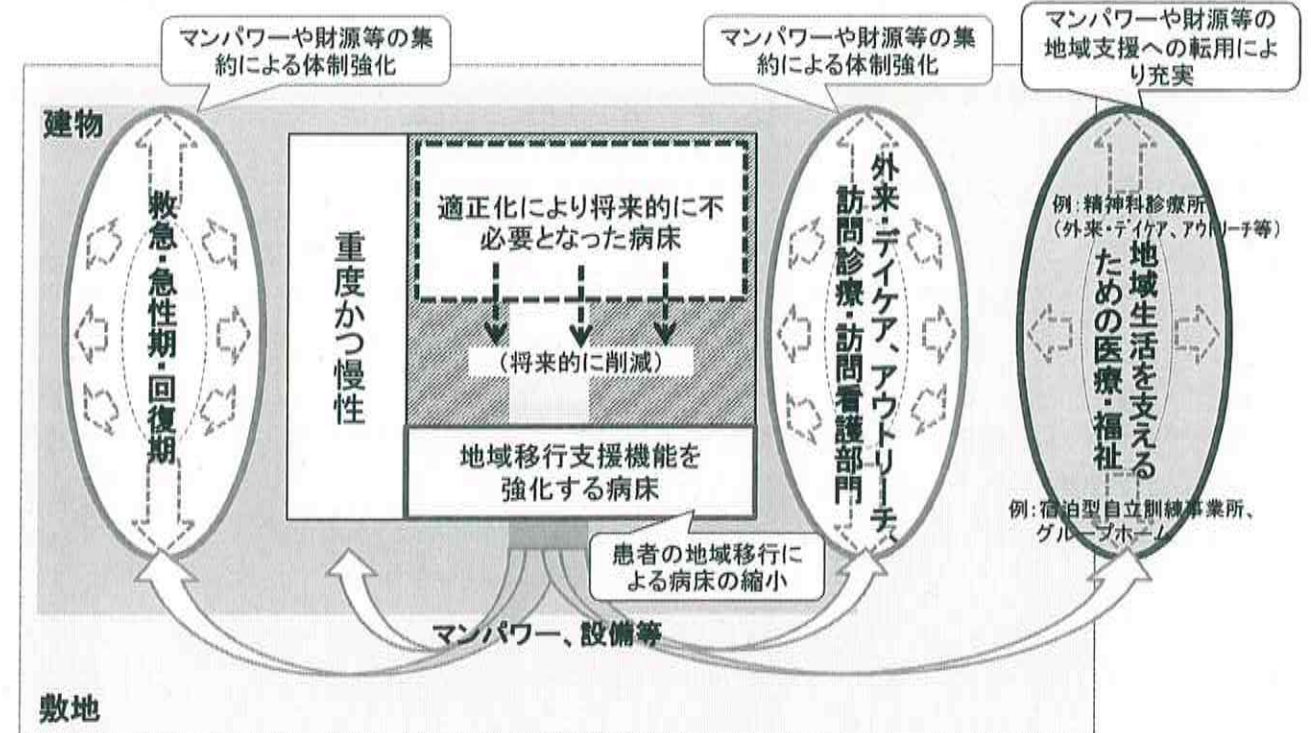 マンパワーや財源等の集
約による体制強化
マンパワーや財源等の集
約による体制強化
マンパワーや財源等の
地域支援への転用によ
り充実
建物
救急・急性期・回復期
重度かつ慢性
適正化により将来的に不
必要となった病床
(将来的に削減)
地域移行支援機能を
強化する病床
患者の地域移行に
よる病床の縮小
外来・デイケア、アウトリーチ、
訪問診療・訪問看護部門
例:精神科診療所
(外来・デイケア、アウトリーチ等)
地域生活を支える
ための医療・福祉
例:宿泊型自立訓練事業所、
グループホーム
マンパワー、設備等
敷地